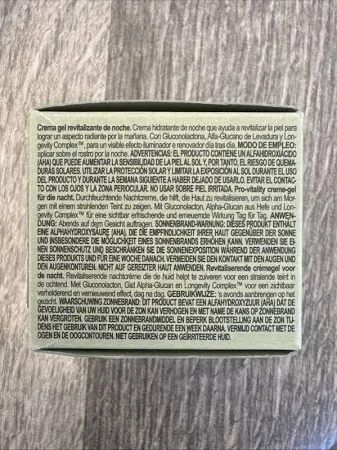 Crema gel revitalizante de noche. Crema hidratante de noche que ayuda a revitalizar la piel para
lograr un aspecto radiante por la mañana. Con Gluconolactona, Alfa-Glucano de Levadura y Lon-
gevity Complex™, para un visible efecto iluminador e renovador día tras día. MODO DE EMPLEO:
aplicar sobre el rostro por la noche. ADVERTENCIAS: EL PRODUCTO CONTIENE UN ALFAHIDROXIÁCIDO
(AHA) QUE PUEDE AUMENTAR LA SENSIBILIDAD DE LA PIEL AL SOL Y, POR TANTO, EL RIESGO DE QUEMA-
DURAS SOLARES. UTILIZAR LA PROTECCIÓN SOLAR Y LIMITAR LA EXPOSICIÓN AL SOL DURANTE EL USO
DEL PRODUCTO Y DURANTE LA SEMANA SIGUIENTE A HABER DEJADO DE USARLO. EVITAR EL CONTAC-
TO CON LOS OJOS Y LA ZONA PERIOCULAR. NO USAR SOBRE PIEL IRRITADA. Pro-vitality creme-gel
für die nacht. Durchfeuchtende Nachtcreme, die hilft, die Haut zu revitalisieren, um sich am Mor-
gen mit einem strahlenden Teint zu zeigen. Mit Gluconolacton, Alpha-Glucan aus Hefe und Lon-
gevity Complex™ für eine sichtbar erfrischende und erneuernde Wirkung Tag für Tag. ANWEN-
DUNG: Abends auf dem Gesicht auftragen. SONNENBRAND-WARNUNG: DIESES PRODUKT ENTHÄLT
EINE ALPHAHYDROXYSÄURE (AHA), DIE DIE EMPFINDLICHKEIT IHRER HAUT GEGENÜBER DER SONNE
UND INSBESONDERE DIE MÖGLICHKEIT EINES SONNENBRANDS ERHÖHEN KANN. VERWENDEN SIE EI-
NEN SONNENSCHUTZ UND BESCHRÄNKEN SIE DIE SONNENEXPOSITION WÄHREND DER ANWENDUNG
DIESES PRODUKTS UND FÜR EINE WOCHE DANACH. VERMEIDEN SIE DEN KONTAKT MIT DEN AUGEN UND
DEN AUGENKONTUREN. NICHT AUF GEREIZTER HAUT ANWENDEN. Revitaliserende crèmegel voor
de nacht. Revitaliserende nachtcrème die de huid helpt te zuiveren voor een stralende teint in
de ochtend. Met Gluconolacton, Gist Alpha-Glucan en Longevity Complex™ voor een zichtbaar
verhelderend en vernieuwend effect, dag na dag. GEBRUIKWIJZE: 's avonds aanbrengen op het
gezicht. WAARSCHUWING ZONNEBRAND: DIT PRODUCT BEVAT EEN ALFAHYDROXYZUUR (AHA) DAT DE
GEVOELIGHEID VAN UW HUID VOOR DE ZON KAN VERHOGEN EN MET NAME DE KANS OP ZONNEBRAND
KAN VERGROTEN. GEBRUIK EEN ZONNEBRANDMIDDEL EN BEPERK BLOOTSTELLING AAN DE ZON TIJ-
DENS HET GEBRUIK VAN DIT PRODUCT EN GEDURENDE EEN WEEK DAARNA. VERMIJD CONTACT MET DE
OGEN EN DE OOGCONTOUREN. NIET GEBRUIKEN OP GEÏRRITEERDE HUID.